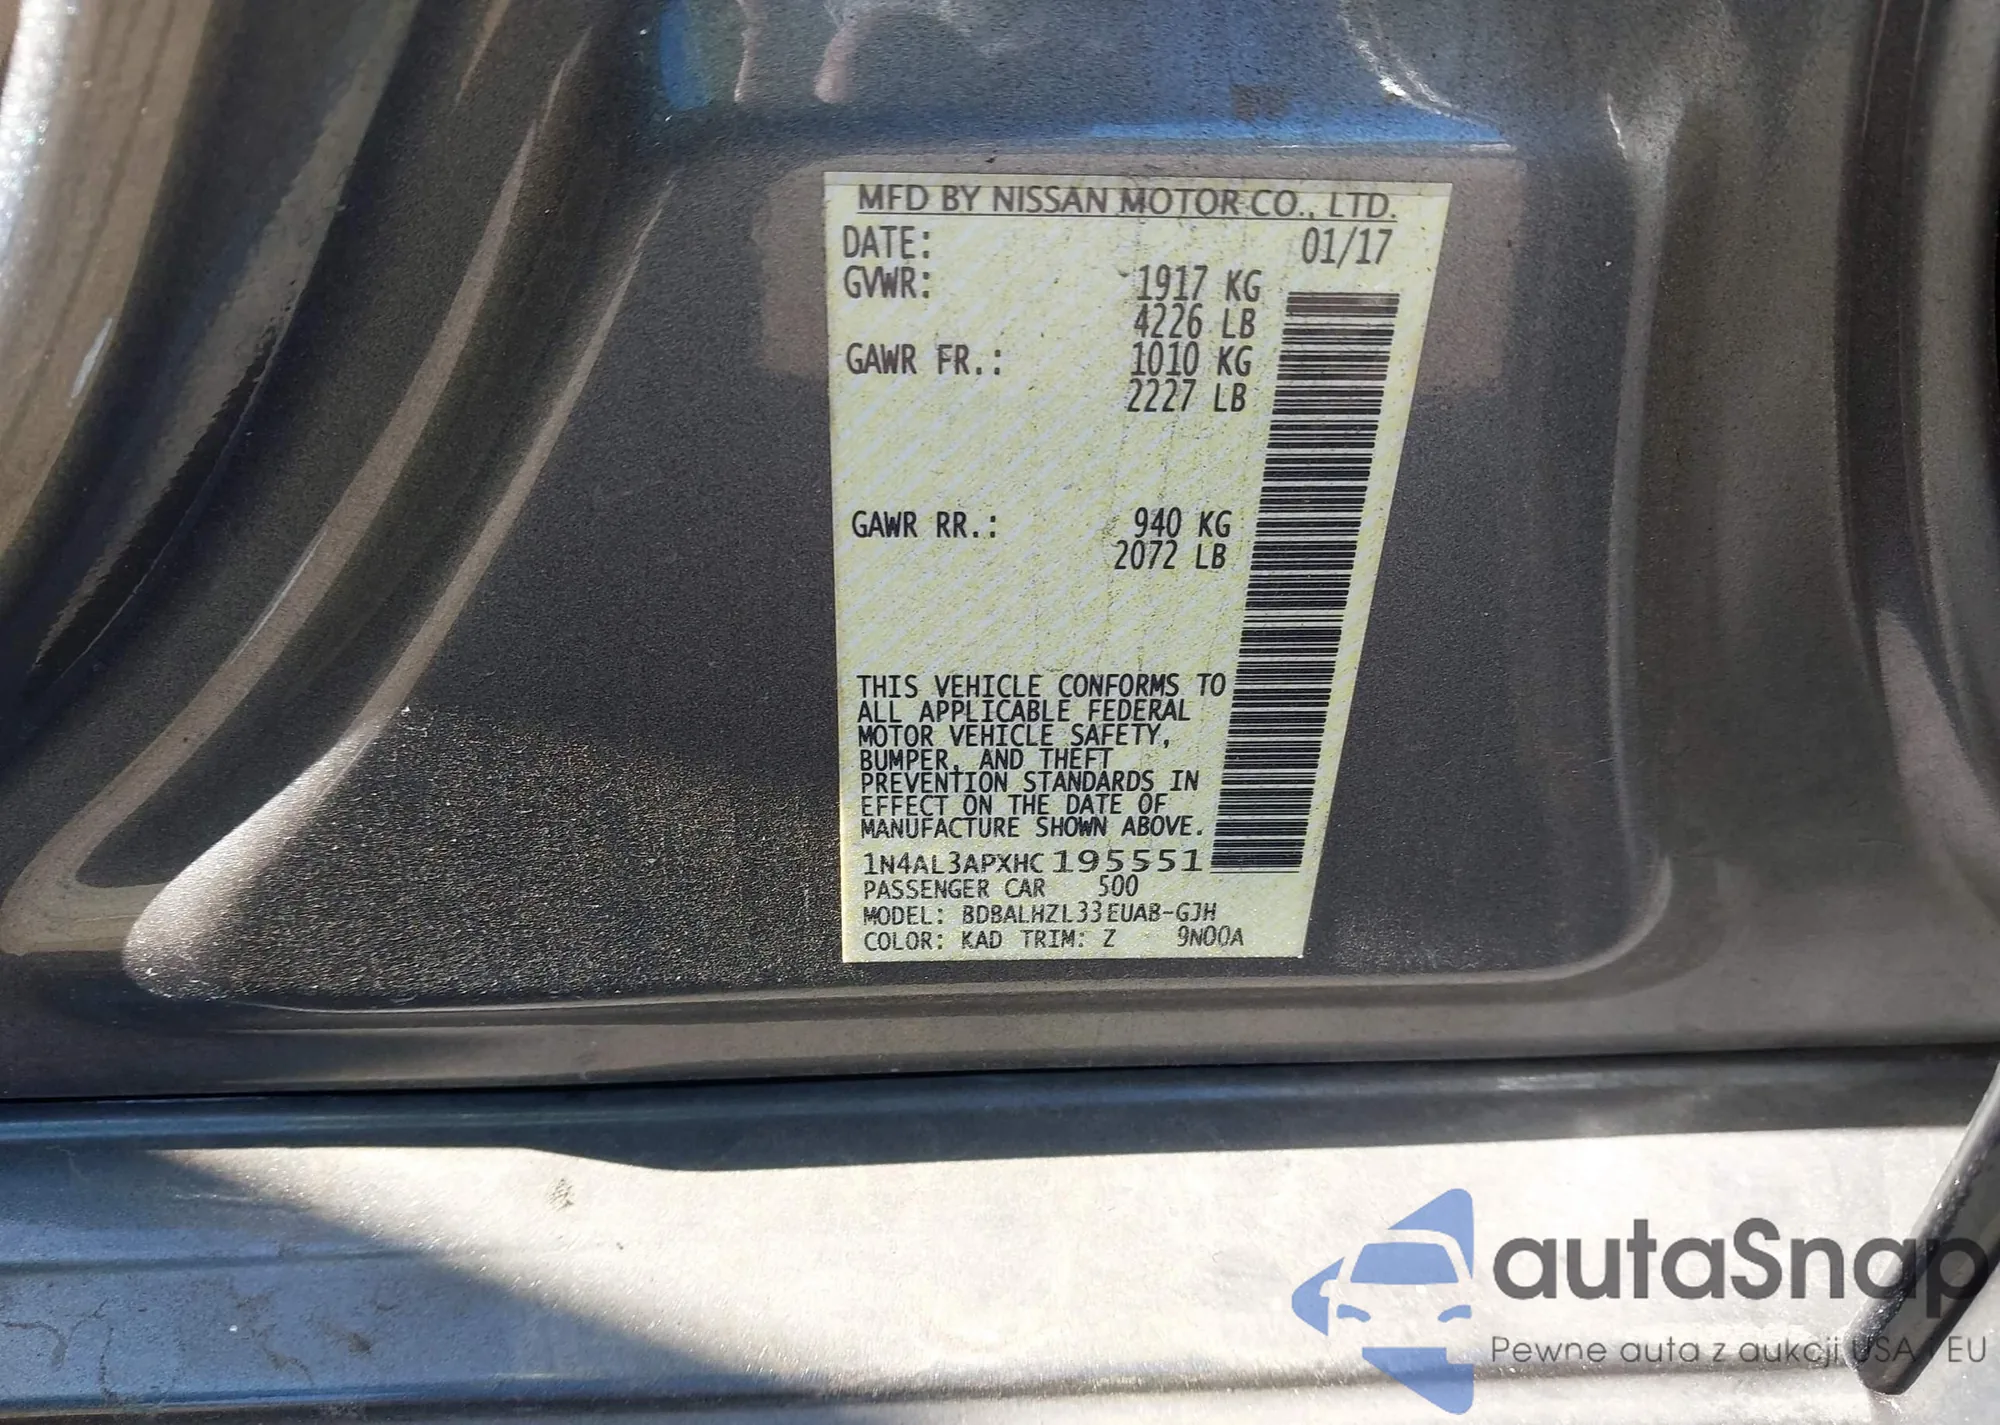 MFD BY NISSAN MOTOR CO., LTD.
DATE: 01/17
GVWR: 1917 KG
4226 LB
GAWR FR.: 1010 KG
2227 LB
GAWR RR.: 940 KG
2072 LB
THIS VEHICLE CONFORMS TO
ALL APPLICABLE FEDERAL
MOTOR VEHICLE SAFETY,
BUMPER, AND THEFT
PREVENTION STANDARDS IN
EFFECT ON THE DATE OF
MANUFACTURE SHOWN ABOVE.
1N4AL3APXHC195551
PASSENGER CAR 500
MODEL: BDBALHZL33EUAB-GJH
COLOR: KAD TRIM: Z 9N00A
autaSnap
Pewne auta z aukcji USA i EU